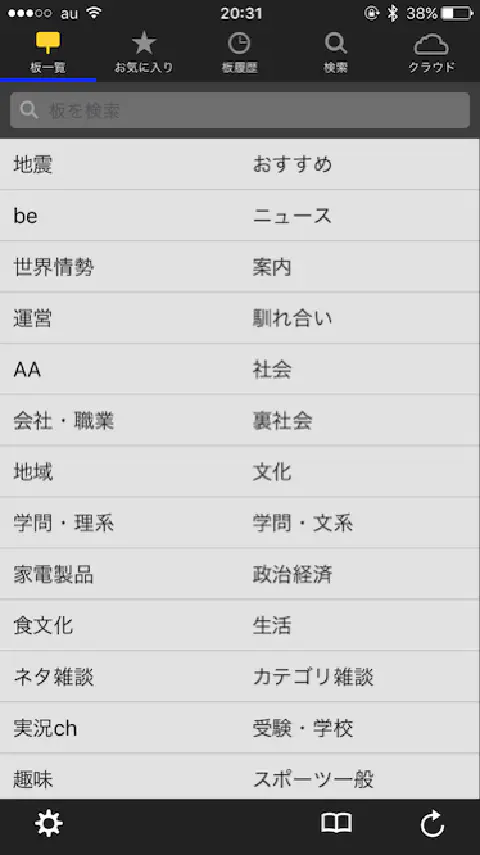 au 20:31 38%
板一覧 お気に入り 板履歴 検索 クラウド
板を検索
地震 おすすめ
be ニュース
世界情勢 案内
運営 馴れ合い
AA 社会
会社・職業 裏社会
地域 文化
学問・理系 学問・文系
家電製品 政治経済
食文化 生活
ネタ雑談 カテゴリ雑談
実況ch 受験・学校
趣味 スポーツ一般